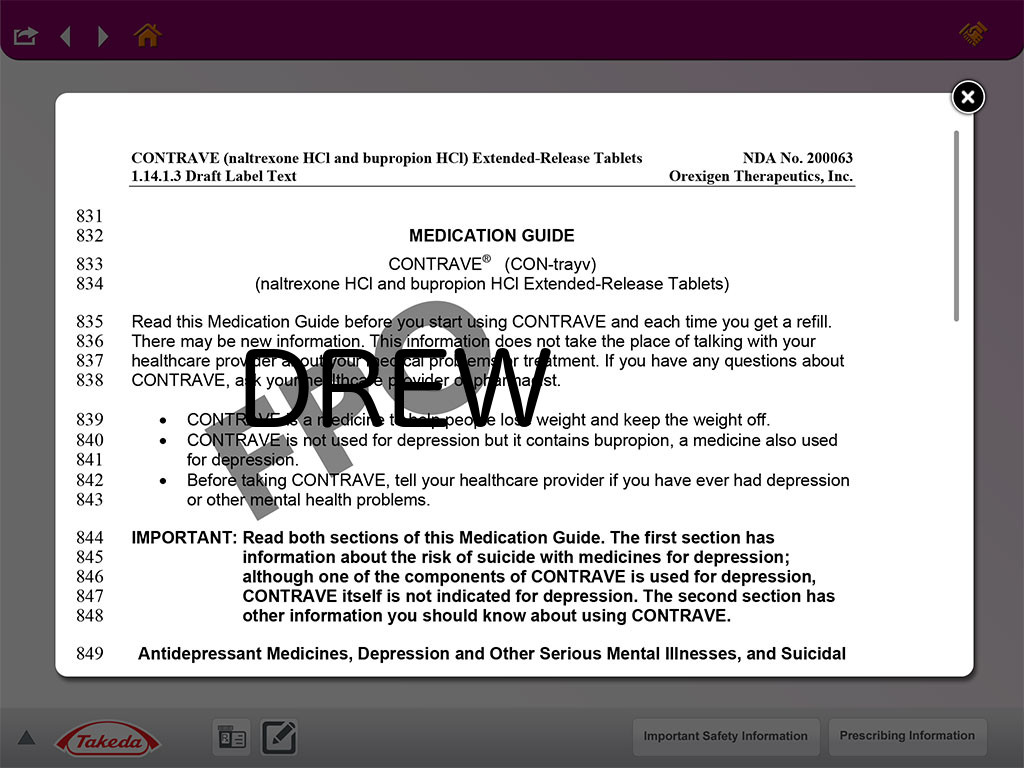 CONTRAVE (naltrexone HCl and bupropion HCl) Extended-Release Tablets NDA No. 200063
1.14.1.3 Draft Label Text Orexigen Therapeutics, Inc.
831
832 MEDICATION GUIDE
833 CONTRAVE® (CON-trayv)
834 (naltrexone HCl and bupropion HCl Extended-Release Tablets)
835 Read this Medication Guide before you start using CONTRAVE and each time you get a refill.
836 There may be new information. This information does not take the place of talking with your
837 healthcare provider about your medical problems or treatment. If you have any questions about
838 CONTRAVE, ask your healthcare provider or pharmacist.
FPO
DREW
839 • CONTRAVE is a medicine to help people lose weight and keep the weight off.
840 • CONTRAVE is not used for depression but it contains bupropion, a medicine also used
841 for depression.
842 • Before taking CONTRAVE, tell your healthcare provider if you have ever had depression
843 or other mental health problems.
844 IMPORTANT: Read both sections of this Medication Guide. The first section has
845 information about the risk of suicide with medicines for depression;
846 although one of the components of CONTRAVE is used for depression,
847 CONTRAVE itself is not indicated for depression. The second section has
848 other information you should know about using CONTRAVE.
849 Antidepressant Medicines, Depression and Other Serious Mental Illnesses, and Suicidal
Takeda
Important Safety Information
Prescribing Information